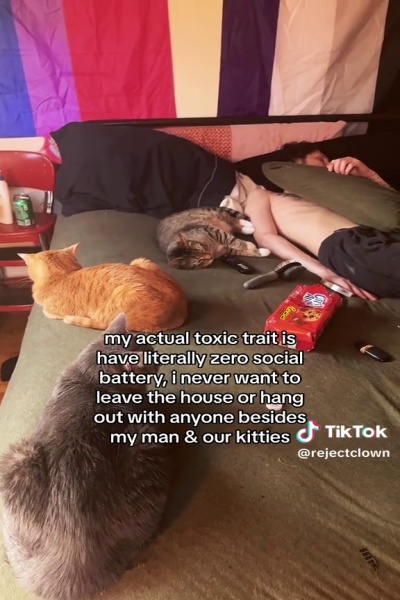 my actual toxic trait is
have literally zero social
battery, i never want to
leave the house or hang
out with anyone besides
my man & our kitties
TikTok
@rejectclown